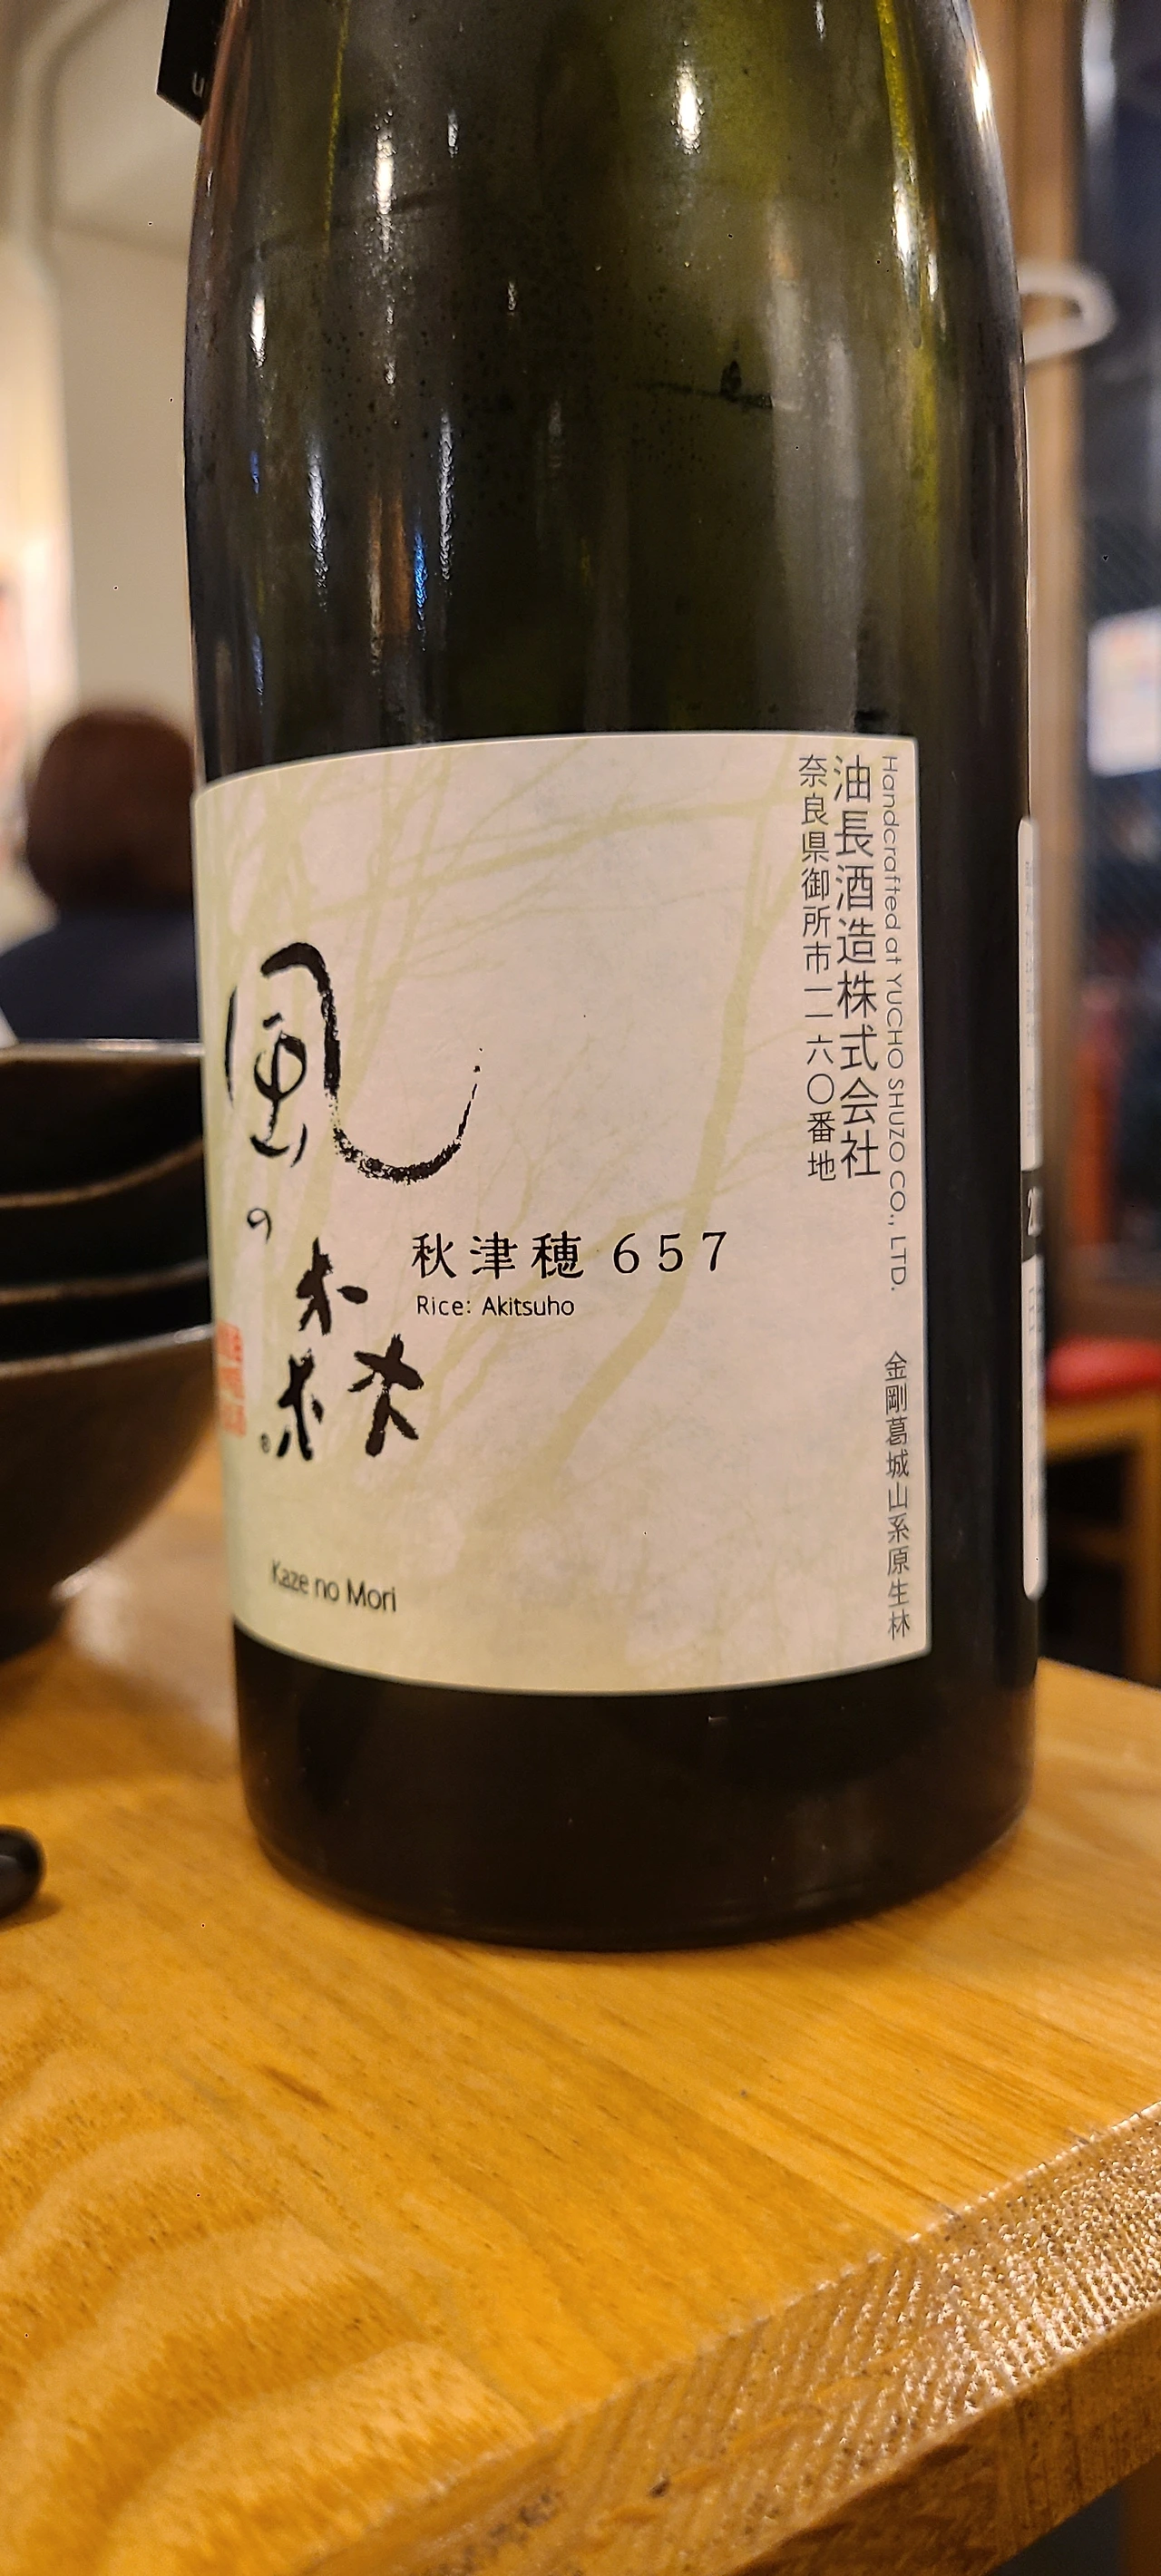 Handcrafted at YUCHO SHUZO CO., LTD.
金剛葛城山系原生林
油長酒造株式会社
奈良県御所市一一六〇番地
風の森
®
秋津穂 657
Rice: Akitsuho
Kaze no Mori